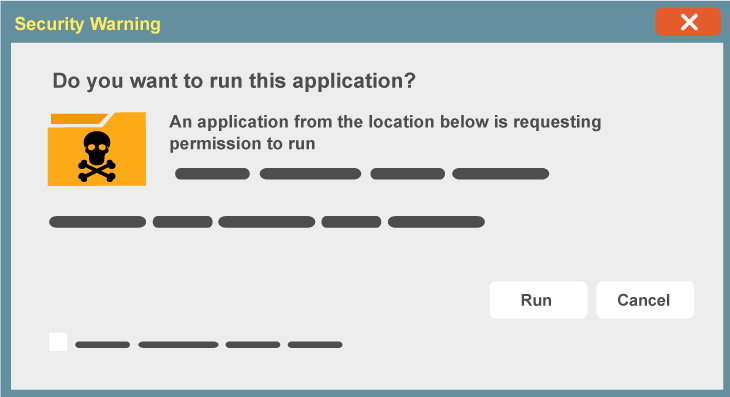 Security Warning
Do you want to run this application?
An application from the location below is requesting
permission to run
Run
Cancel